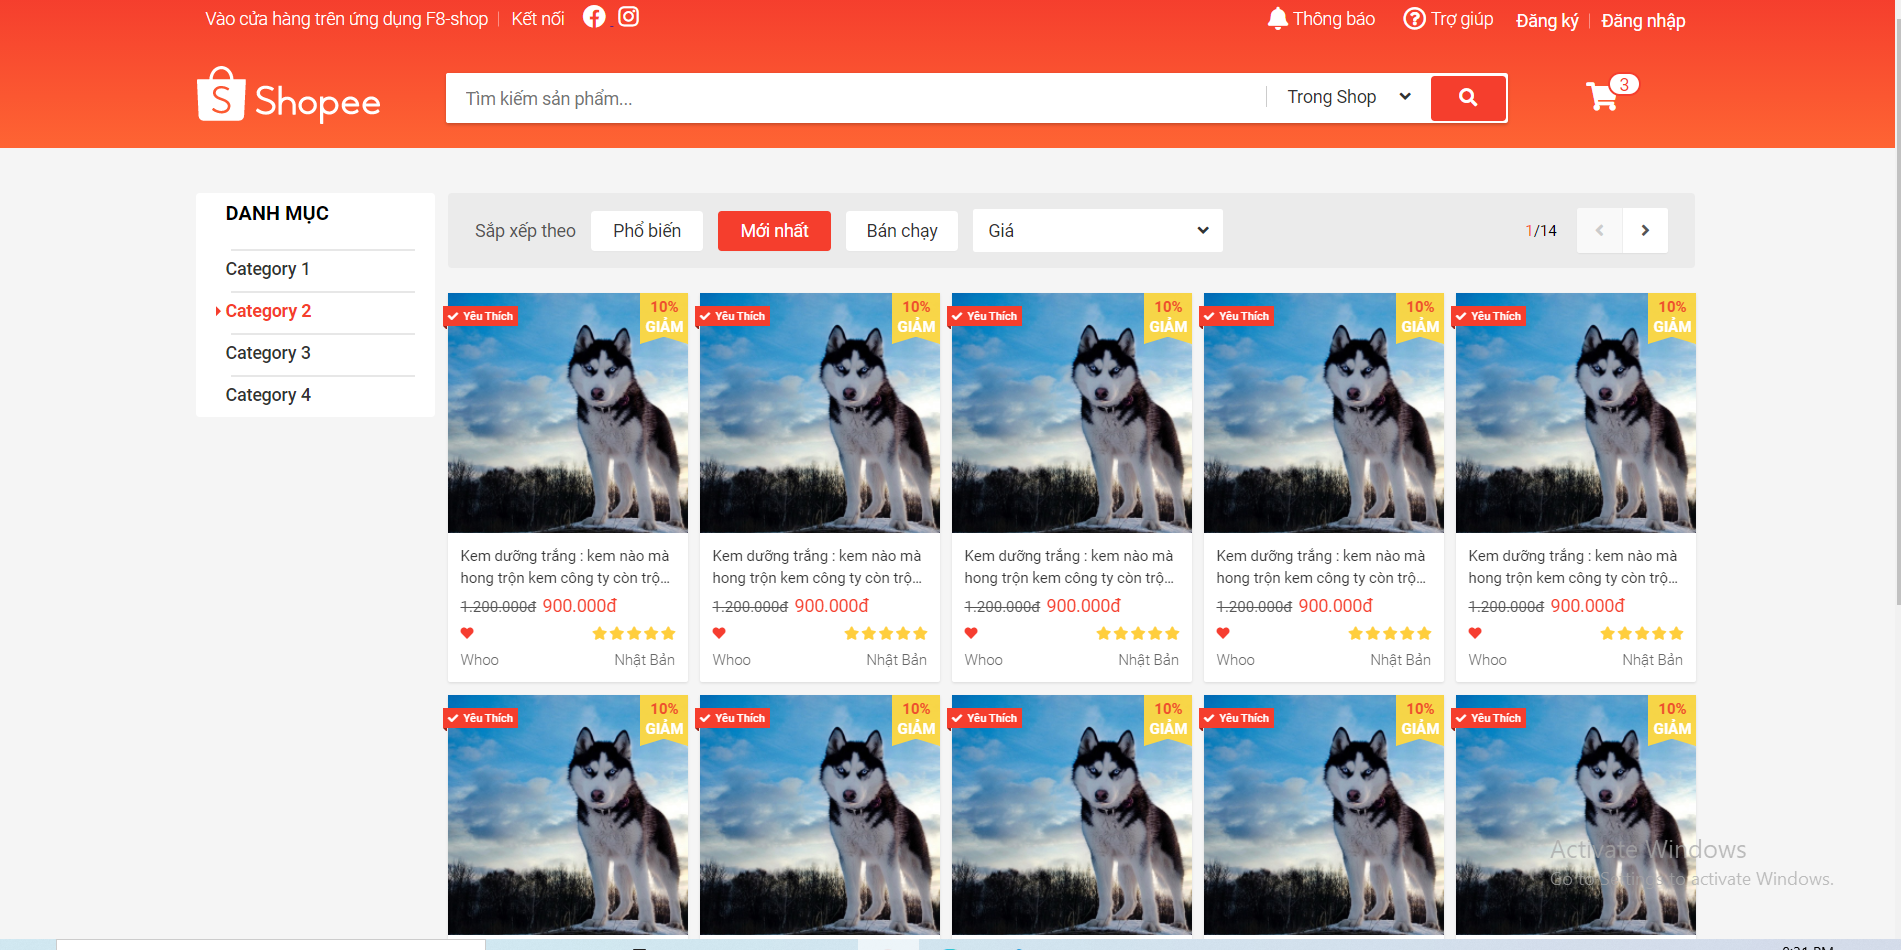 Vào cửa hàng trên ứng dụng F8-shop Kết nối Thông báo Trợ giúp Đăng ký Đăng nhập
Shopee Tìm kiếm sản phẩm... Trong Shop 3
DANH MỤC
Category 1
Category 2
Category 3
Category 4
Sắp xếp theo Phổ biến Mới nhất Bán chạy Giá 1/14
Yêu Thích 10% GIẢM Yêu Thích 10% GIẢM Yêu Thích 10% GIẢM Yêu Thích 10% GIẢM Yêu Thích 10% GIẢM
Kem dưỡng trắng : kem nào mà Kem dưỡng trắng : kem nào mà Kem dưỡng trắng : kem nào mà Kem dưỡng trắng : kem nào mà Kem dưỡng trắng : kem nào mà
hong trộn kem công ty còn trộ... hong trộn kem công ty còn trộ... hong trộn kem công ty còn trộ... hong trộn kem công ty còn trộ... hong trộn kem công ty còn trộ...
1.200.000đ 900.000đ 1.200.000đ 900.000đ 1.200.000đ 900.000đ 1.200.000đ 900.000đ 1.200.000đ 900.000đ
Whoo Nhật Bản Whoo Nhật Bản Whoo Nhật Bản Whoo Nhật Bản Whoo Nhật Bản
Yêu Thích 10% GIẢM Yêu Thích 10% GIẢM Yêu Thích 10% GIẢM Yêu Thích 10% GIẢM Yêu Thích 10% GIẢM
Activate Windows
Go to Settings to activate Windows.